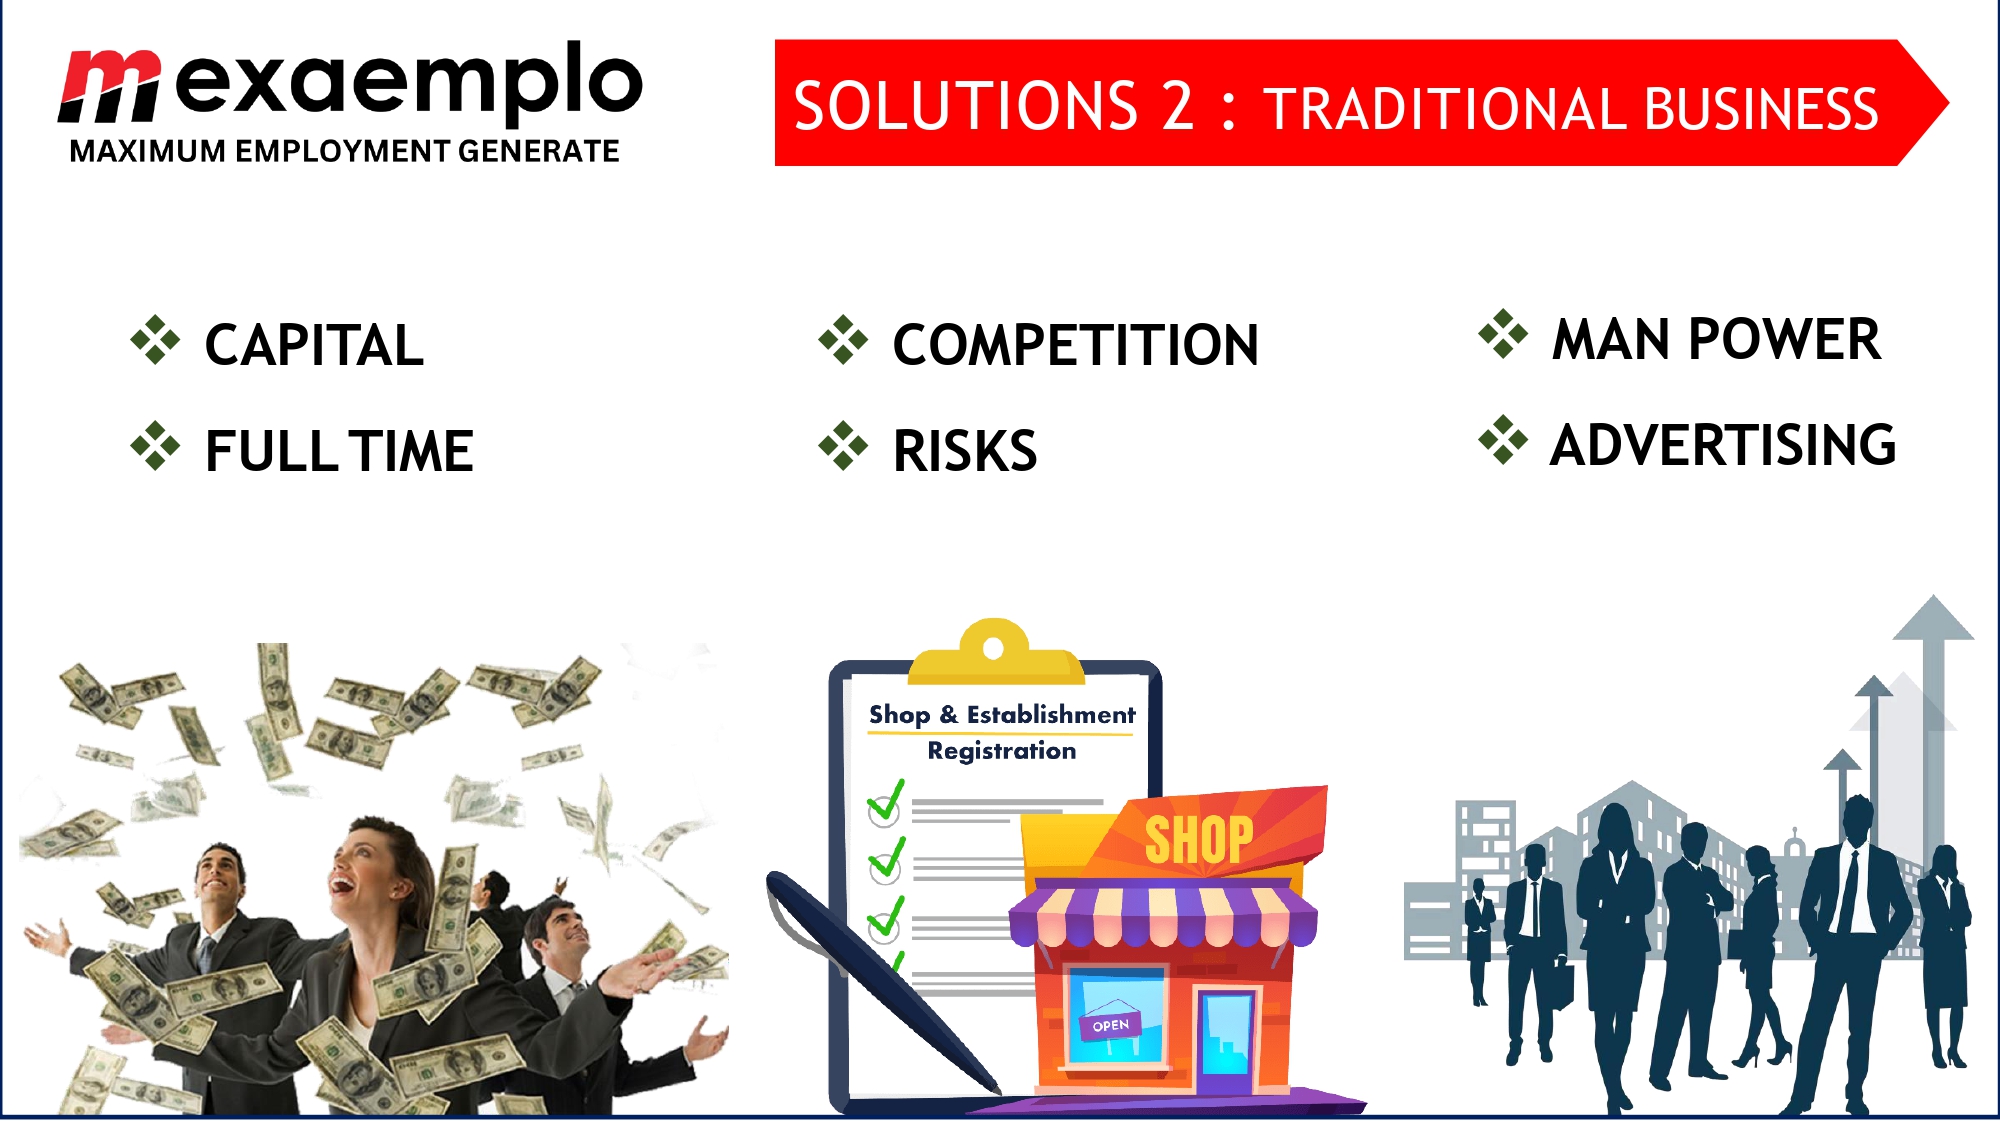 mexaemplo
MAXIMUM EMPLOYMENT GENERATE
SOLUTIONS 2 : TRADITIONAL BUSINESS
CAPITAL
FULL TIME
COMPETITION
RISKS
MAN POWER
ADVERTISING
Shop & Establishment
Registration
SHOP
OPEN